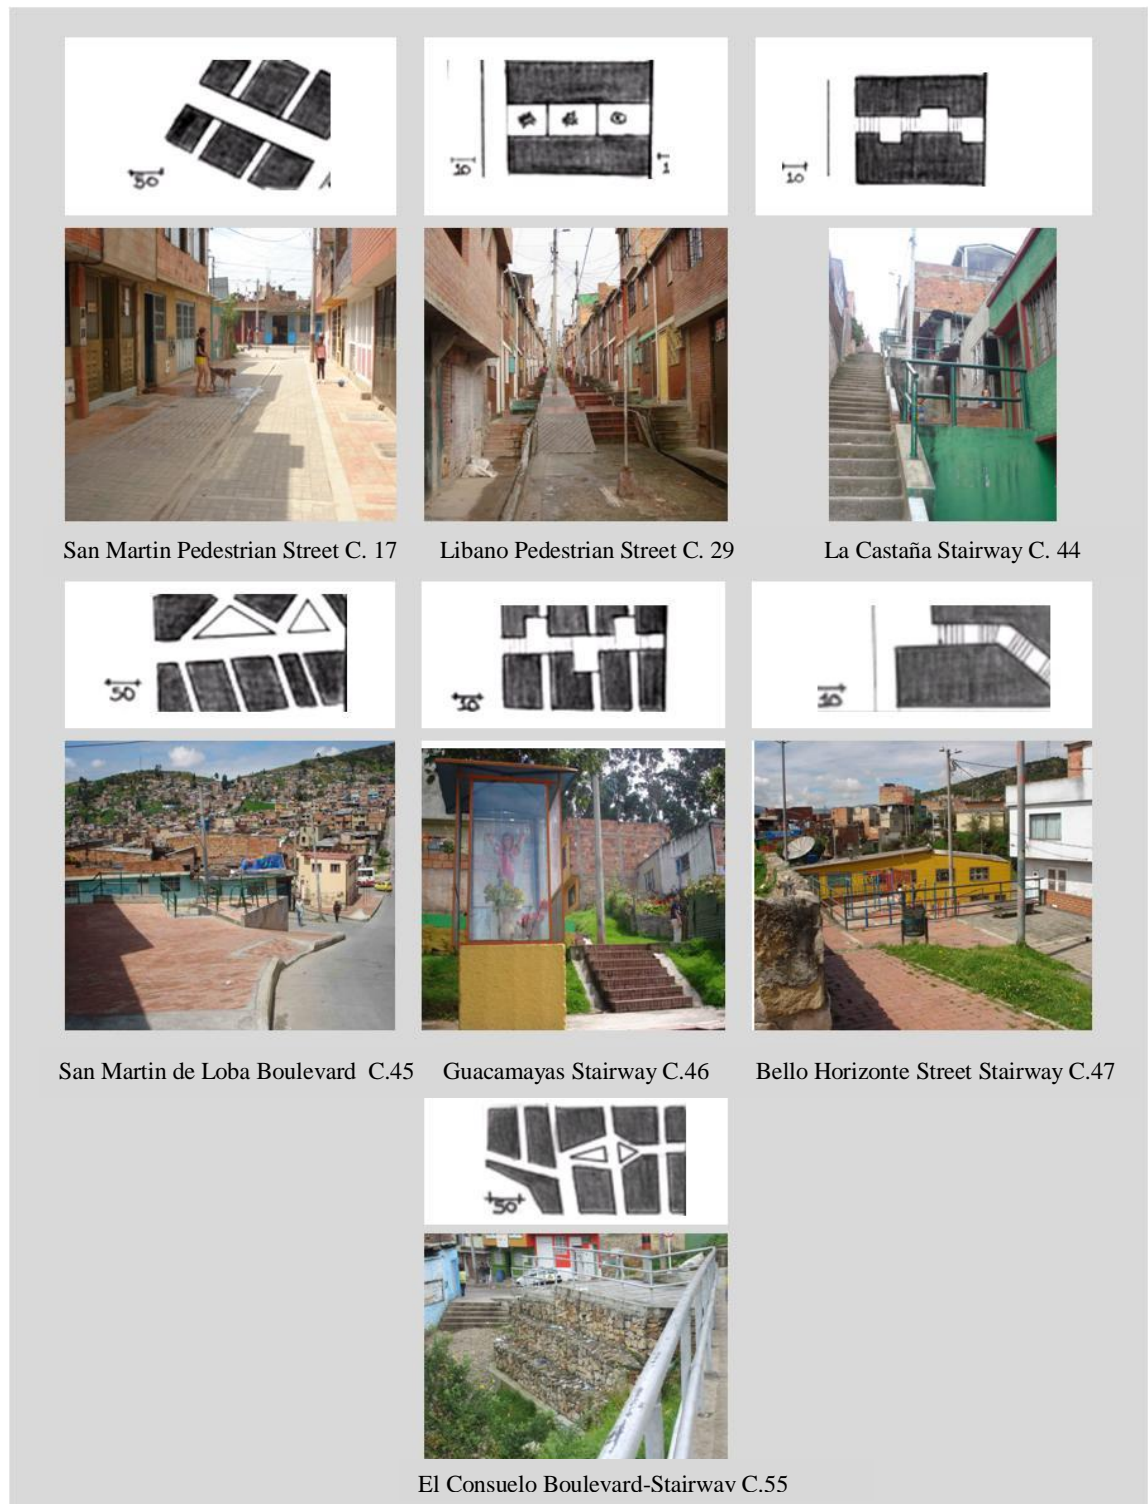 50
10
1
10
San Martin Pedestrian Street C. 17
Libano Pedestrian Street C. 29
La Castaña Stairway C. 44
50
10
10
San Martin de Loba Boulevard C.45
Guacamayas Stairway C.46
Bello Horizonte Street Stairway C.47
50
El Consuelo Boulevard-Stairway C.55